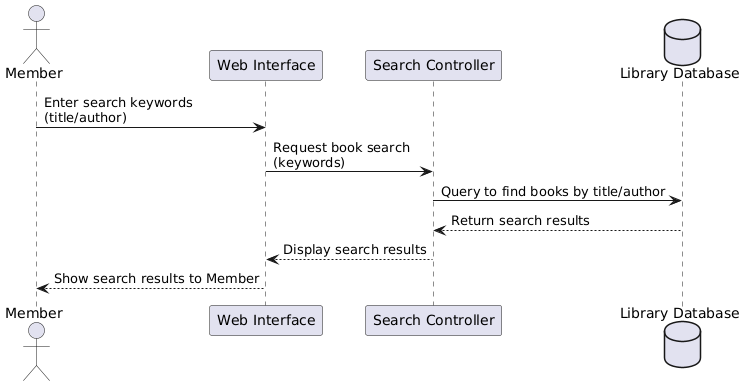 Member
Web Interface
Search Controller
Library Database
Enter search keywords
(title/author)
Request book search
(keywords)
Query to find books by title/author
Return search results
Display search results
Show search results to Member
Member
Web Interface
Search Controller
Library Database